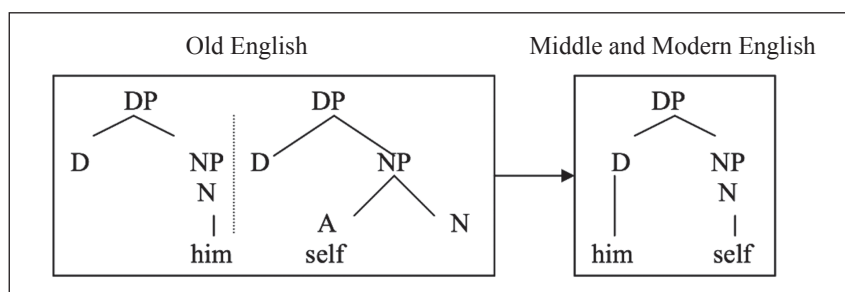 Old English Middle and Modern English
DP DP DP
D NP D NP D NP
N N
A N
him self him self